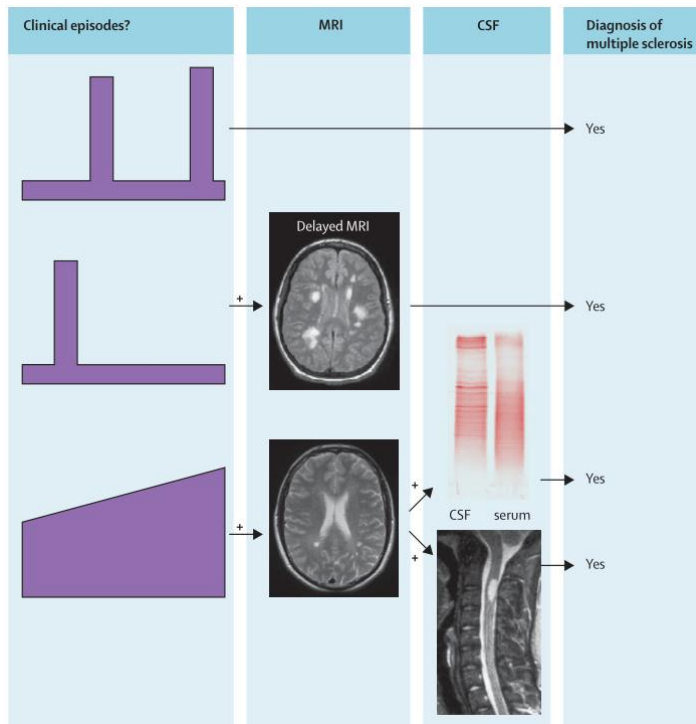 Clinical episodes?
MRI
CSF
Diagnosis of
multiple sclerosis
Yes
Delayed MRI
+
Yes
+
+
+
Yes
CSF
serum
Yes